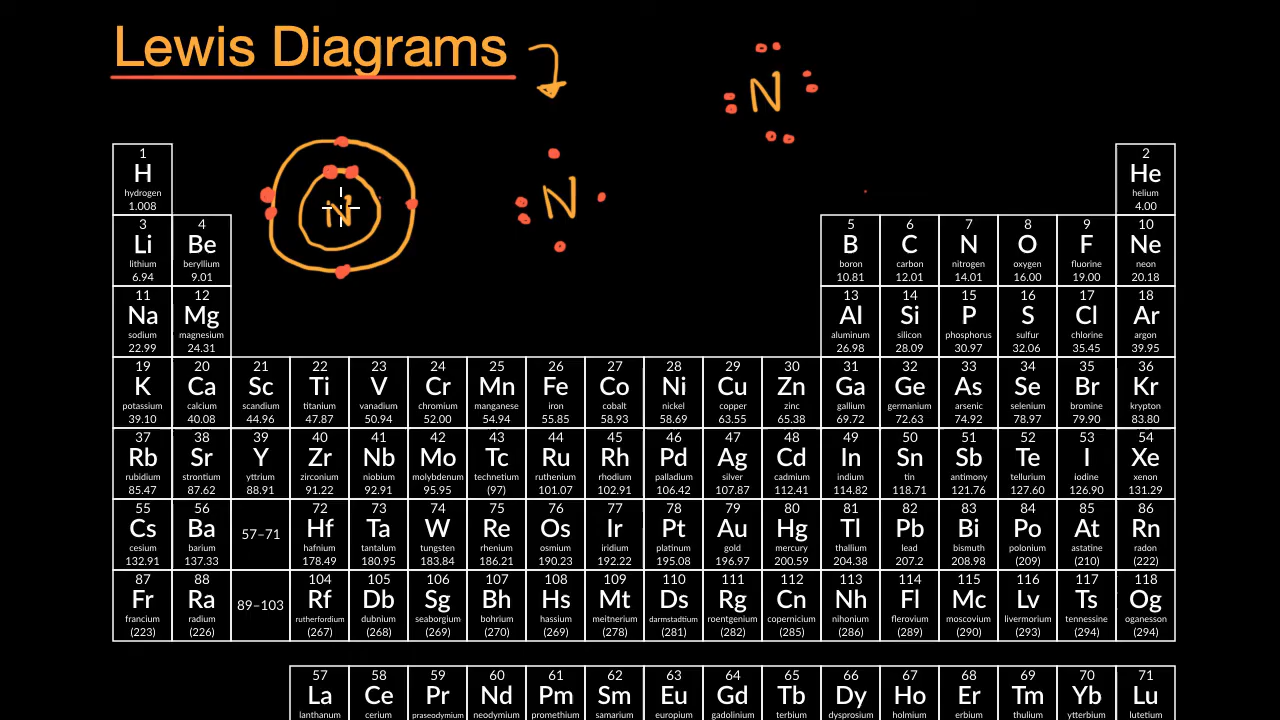 Lewis Diagrams
N
N
N
1 2
H He
hydrogen helium
1.008 4.00
3 4 5 6 7 8 9 10
Li Be B C N O F Ne
lithium beryllium boron carbon nitrogen oxygen fluorine neon
6.94 9.01 10.81 12.01 14.01 16.00 19.00 20.18
11 12 13 14 15 16 17 18
Na Mg Al Si P S Cl Ar
sodium magnesium aluminum silicon phosphorus sulfur chlorine argon
22.99 24.31 26.98 28.09 30.97 32.06 35.45 39.95
19 20 21 22 23 24 25 26 27 28 29 30 31 32 33 34 35 36
K Ca Sc Ti V Cr Mn Fe Co Ni Cu Zn Ga Ge As Se Br Kr
potassium calcium scandium titanium vanadium chromium manganese iron cobalt nickel copper zinc gallium germanium arsenic selenium bromine krypton
39.10 40.08 44.96 47.87 50.94 52.00 54.94 55.85 58.93 58.69 63.55 65.38 69.72 72.63 74.92 78.97 79.90 83.80
37 38 39 40 41 42 43 44 45 46 47 48 49 50 51 52 53 54
Rb Sr Y Zr Nb Mo Tc Ru Rh Pd Ag Cd In Sn Sb Te I Xe
rubidium strontium yttrium zirconium niobium molybdenum technetium ruthenium rhodium palladium silver cadmium indium tin antimony tellurium iodine xenon
85.47 87.62 88.91 91.22 92.91 95.95 (97) 101.07 102.91 106.42 107.87 112.41 114.82 118.71 121.76 127.60 126.90 131.29
55 56 57–71 72 73 74 75 76 77 78 79 80 81 82 83 84 85 86
Cs Ba Hf Ta W Re Os Ir Pt Au Hg Tl Pb Bi Po At Rn
cesium barium hafnium tantalum tungsten rhenium osmium iridium platinum gold mercury thallium lead bismuth polonium astatine radon
132.91 137.33 178.49 180.95 183.84 186.21 190.23 192.22 195.08 196.97 200.59 204.38 207.2 208.98 (209) (210) (222)
87 88 89–103 104 105 106 107 108 109 110 111 112 113 114 115 116 117 118
Fr Ra Rf Db Sg Bh Hs Mt Ds Rg Cn Nh Fl Mc Lv Ts Og
francium radium rutherfordium dubnium seaborgium bohrium hassium meitnerium darmstadtium roentgenium copernicium nihonium flerovium moscovium livermorium tennessine oganesson
(223) (226) (267) (268) (269) (270) (269) (278) (281) (282) (285) (286) (289) (290) (293) (294) (294)
57 58 59 60 61 62 63 64 65 66 67 68 69 70 71
La Ce Pr Nd Pm Sm Eu Gd Tb Dy Ho Er Tm Yb Lu
lanthanum cerium praseodymium neodymium promethium samarium europium gadolinium terbium dysprosium holmium erbium thulium ytterbium lutetium